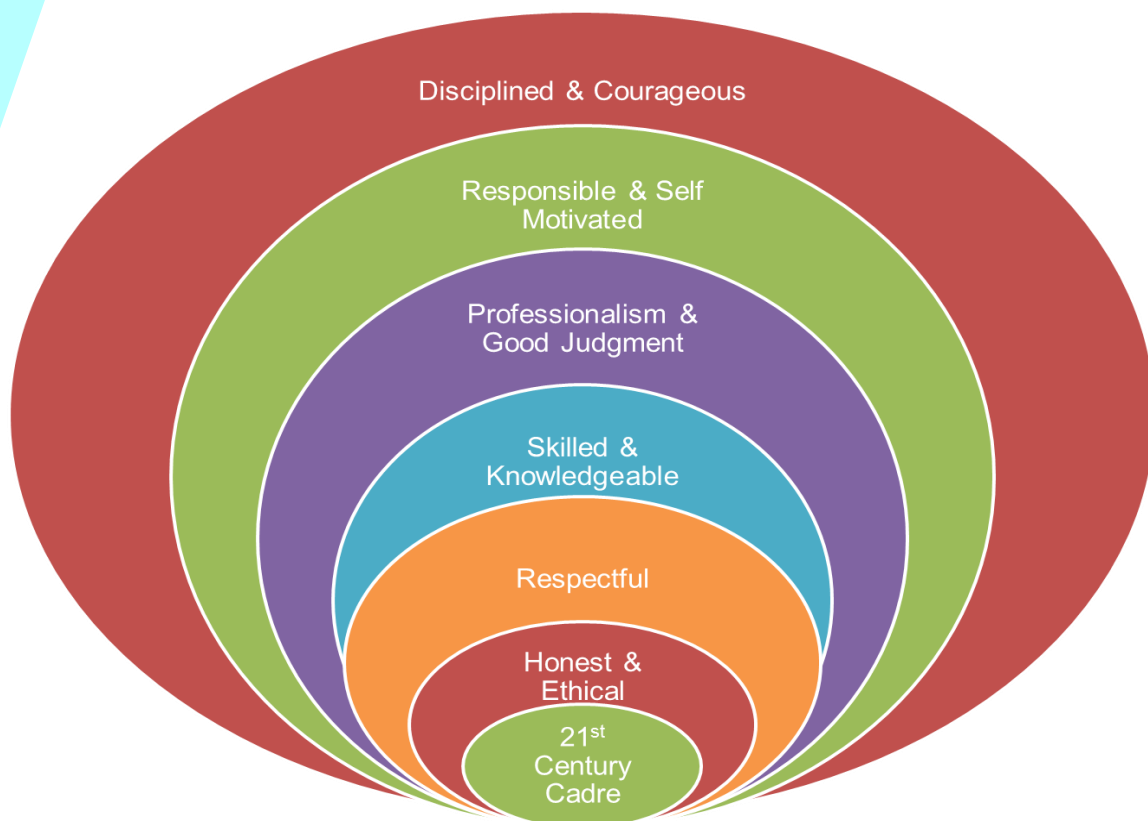 Disciplined & Courageous
Responsible & Self
Motivated
Professionalism &
Good Judgment
Skilled &
Knowledgeable
Respectful
Honest &
Ethical
21st
Century
Cadre